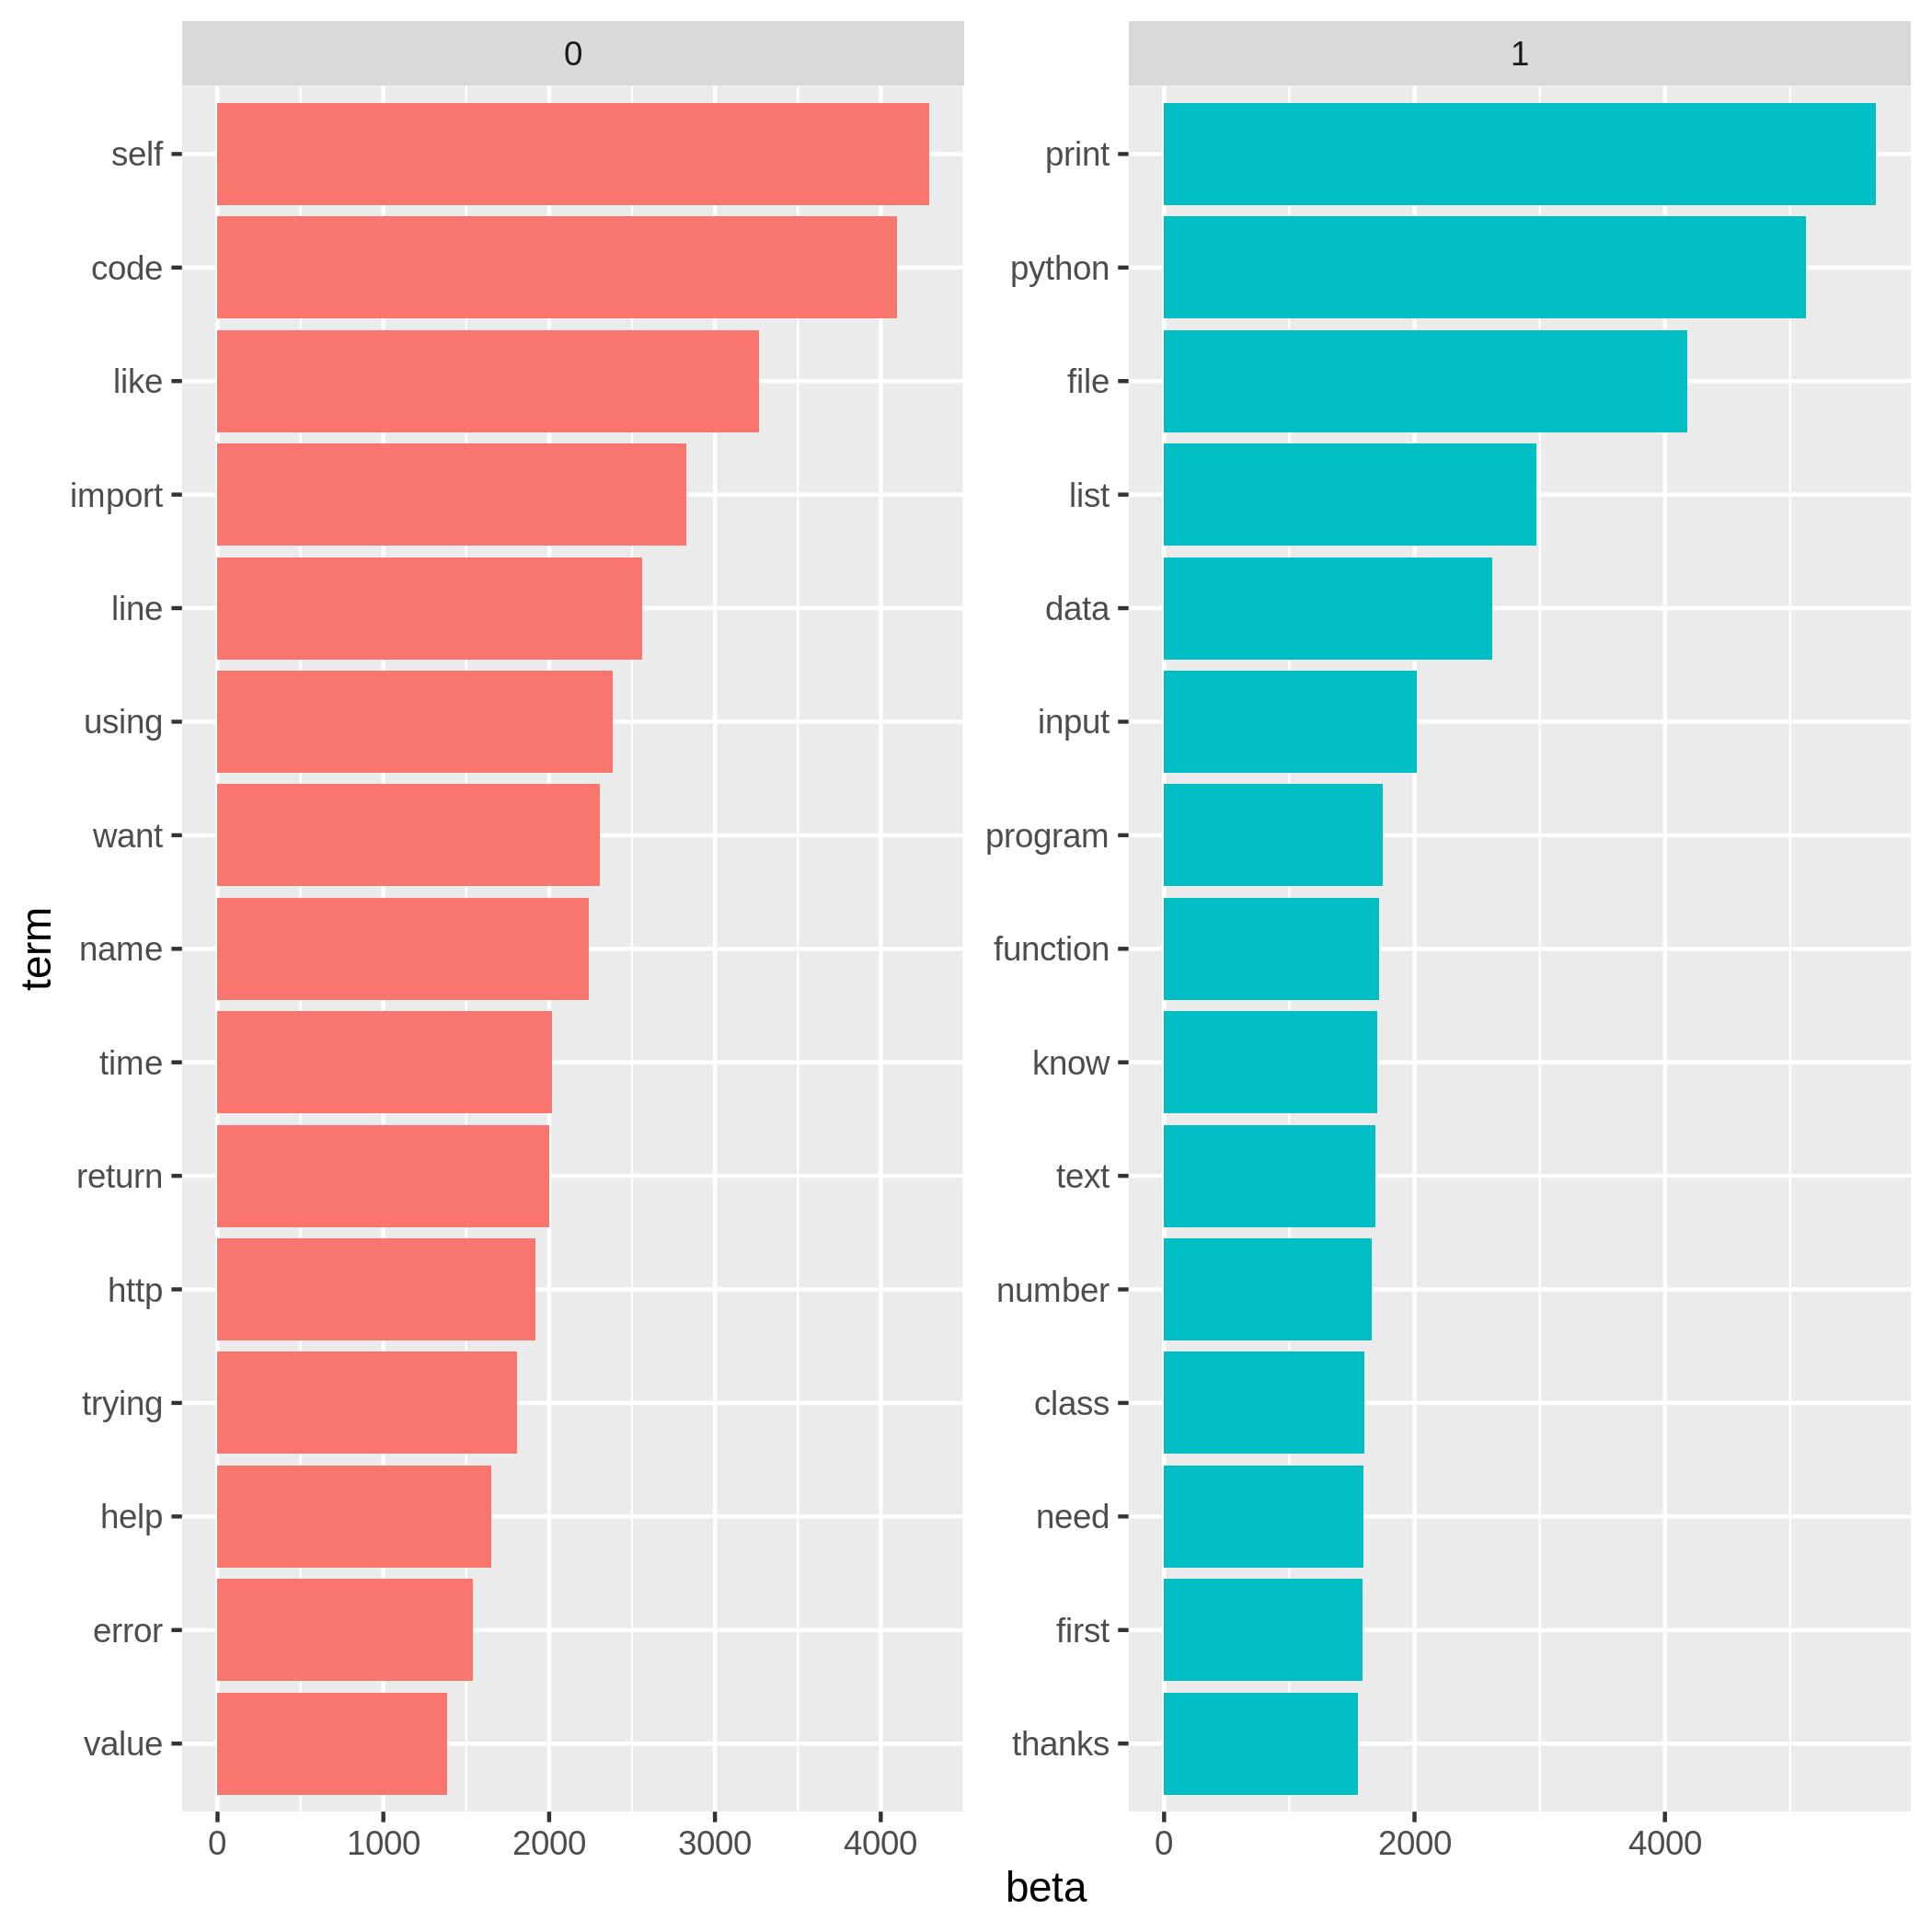 0
self
code
like
import
line
using
want
name
time
return
http
trying
help
error
value
0 1000 2000 3000 4000
1
print
python
file
list
data
input
program
function
know
text
number
class
need
first
thanks
0 2000 4000
term
beta